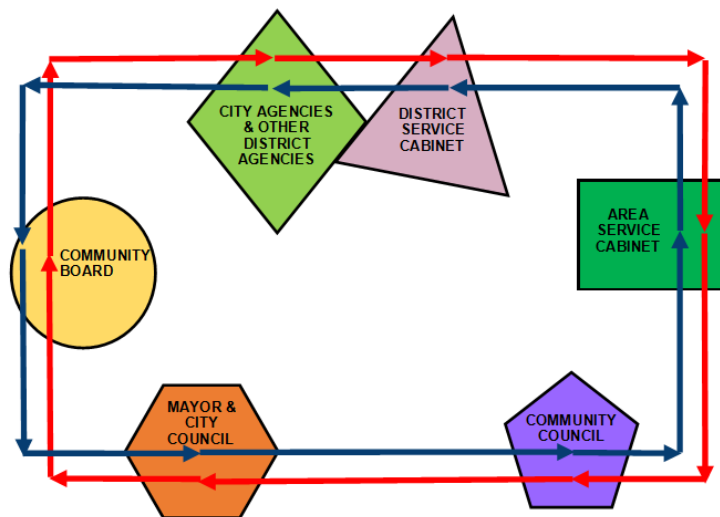 CITY AGENCIES
& OTHER
DISTRICT
AGENCIES
DISTRICT
SERVICE
CABINET
AREA
SERVICE
CABINET
COMMUNITY
BOARD
MAYOR &
CITY
COUNCIL
COMMUNITY
COUNCIL